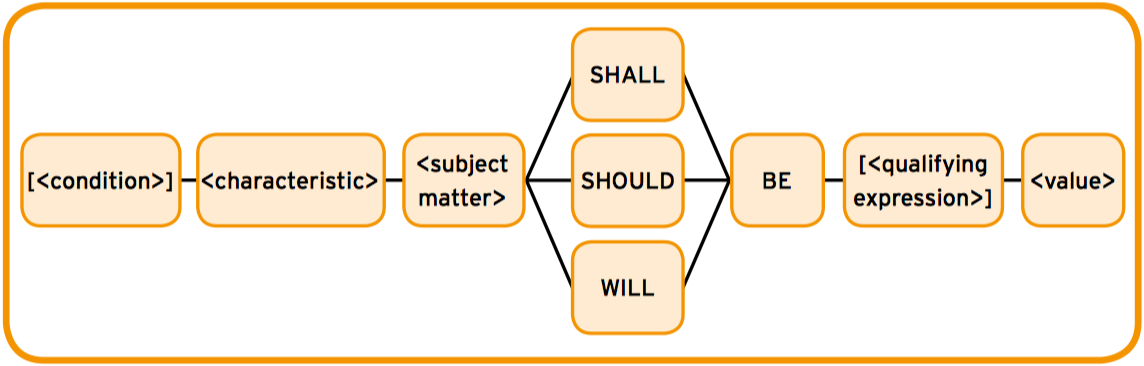 [<condition>]
<characteristic>
<subject
matter>
SHALL
SHOULD
WILL
BE
[<qualifying
expression>]
<value>